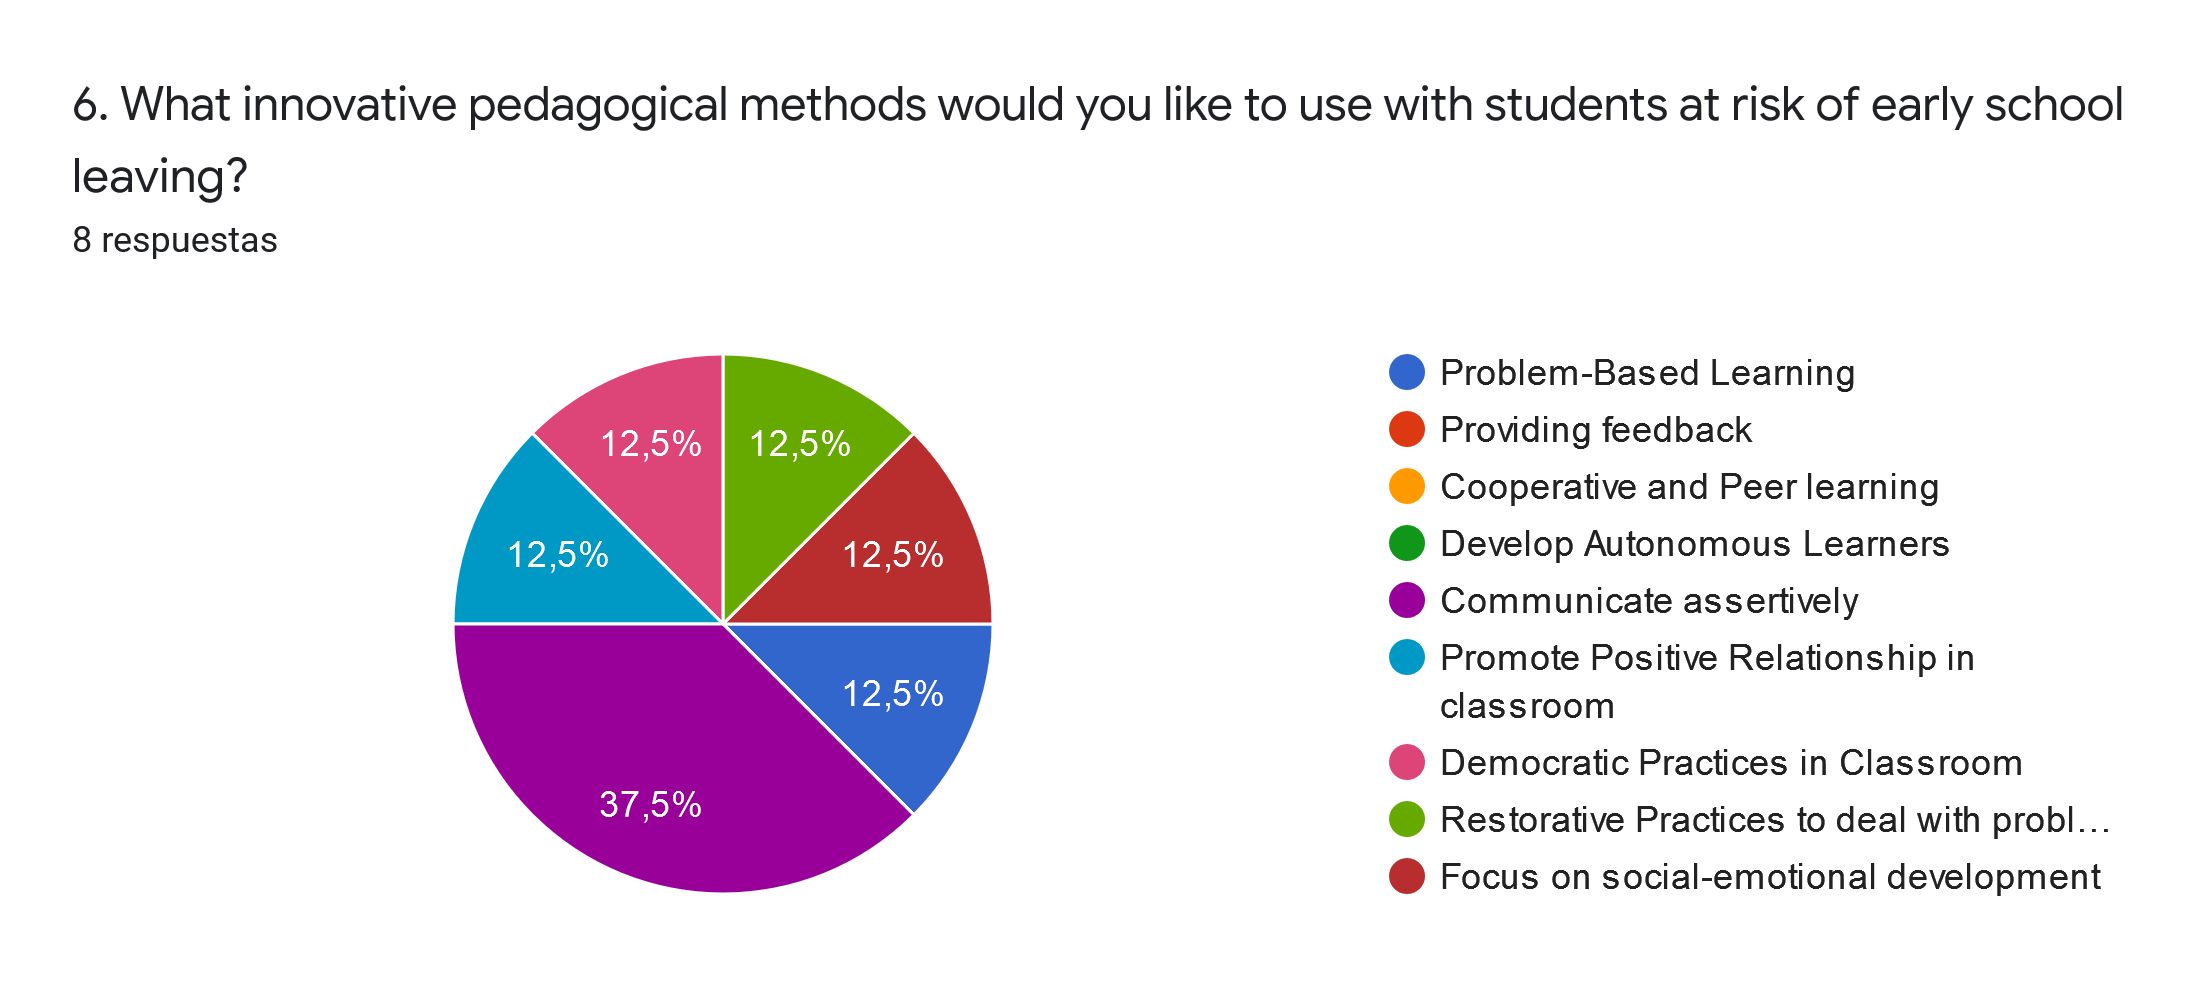 6. What innovative pedagogical methods would you like to use with students at risk of early school
leaving?
8 respuestas
12,5%
12,5%
12,5%
12,5%
12,5%
37,5%
Problem-Based Learning
Providing feedback
Cooperative and Peer learning
Develop Autonomous Learners
Communicate assertively
Promote Positive Relationship in
classroom
Democratic Practices in Classroom
Restorative Practices to deal with probl…
Focus on social-emotional development